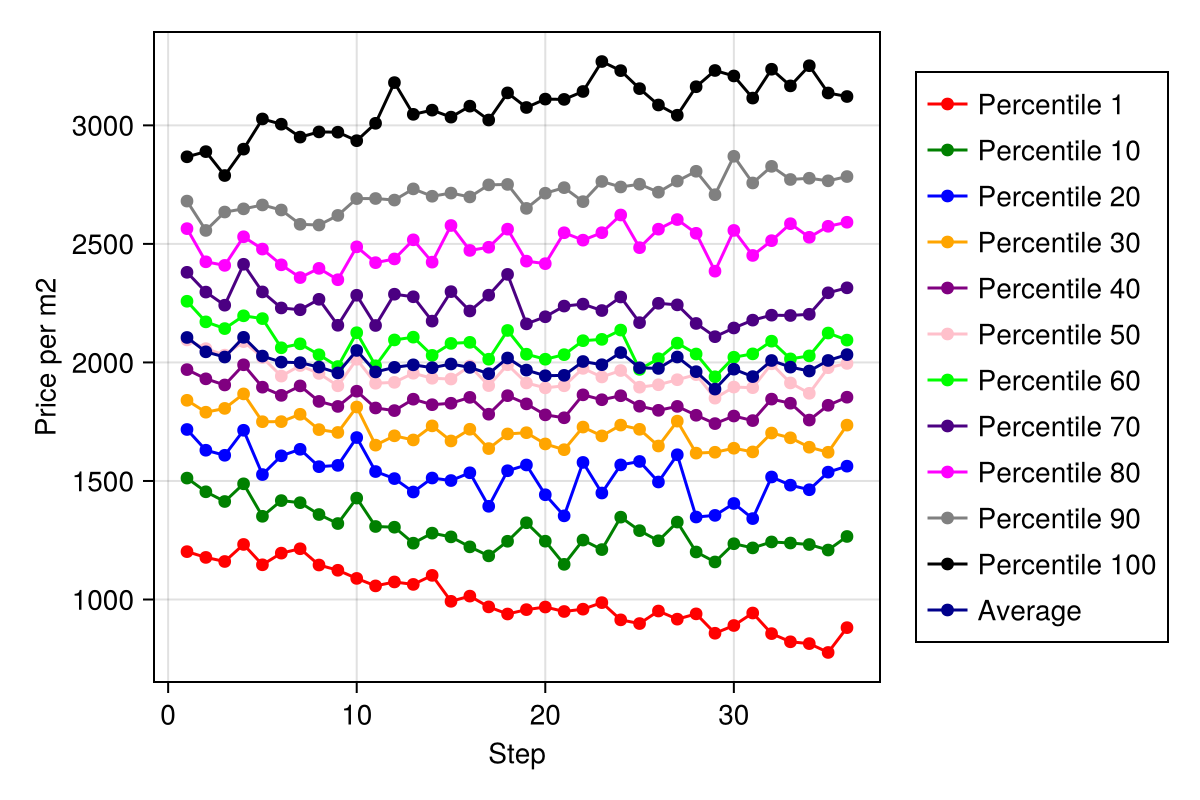 Price per m2
3000
2500
2000
1500
1000
0
10
20
30
Step
Percentile 1
Percentile 10
Percentile 20
Percentile 30
Percentile 40
Percentile 50
Percentile 60
Percentile 70
Percentile 80
Percentile 90
Percentile 100
Average